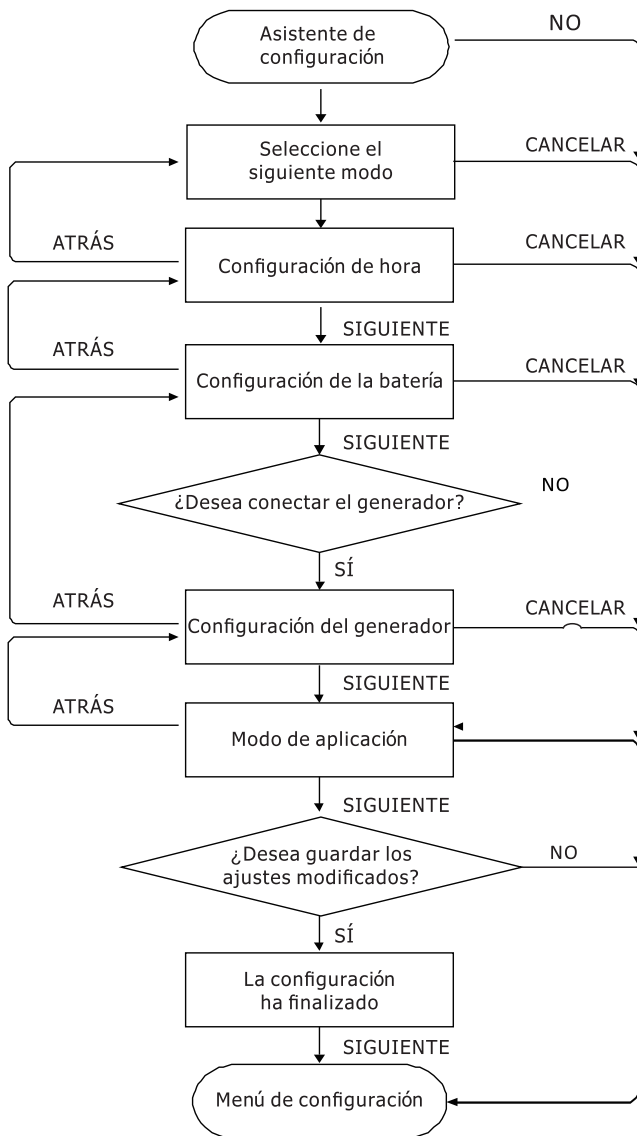 Asistente de
configuración
NO
Seleccione el
siguiente modo
CANCELAR
ATRÁS
Configuración de hora
CANCELAR
SIGUIENTE
ATRÁS
Configuración de la batería
CANCELAR
SIGUIENTE
¿Desea conectar el generador?
NO
SÍ
ATRÁS
Configuración del generador
CANCELAR
SIGUIENTE
ATRÁS
Modo de aplicación
SIGUIENTE
¿Desea guardar los
ajustes modificados?
NO
SÍ
La configuración
ha finalizado
SIGUIENTE
Menú de configuración